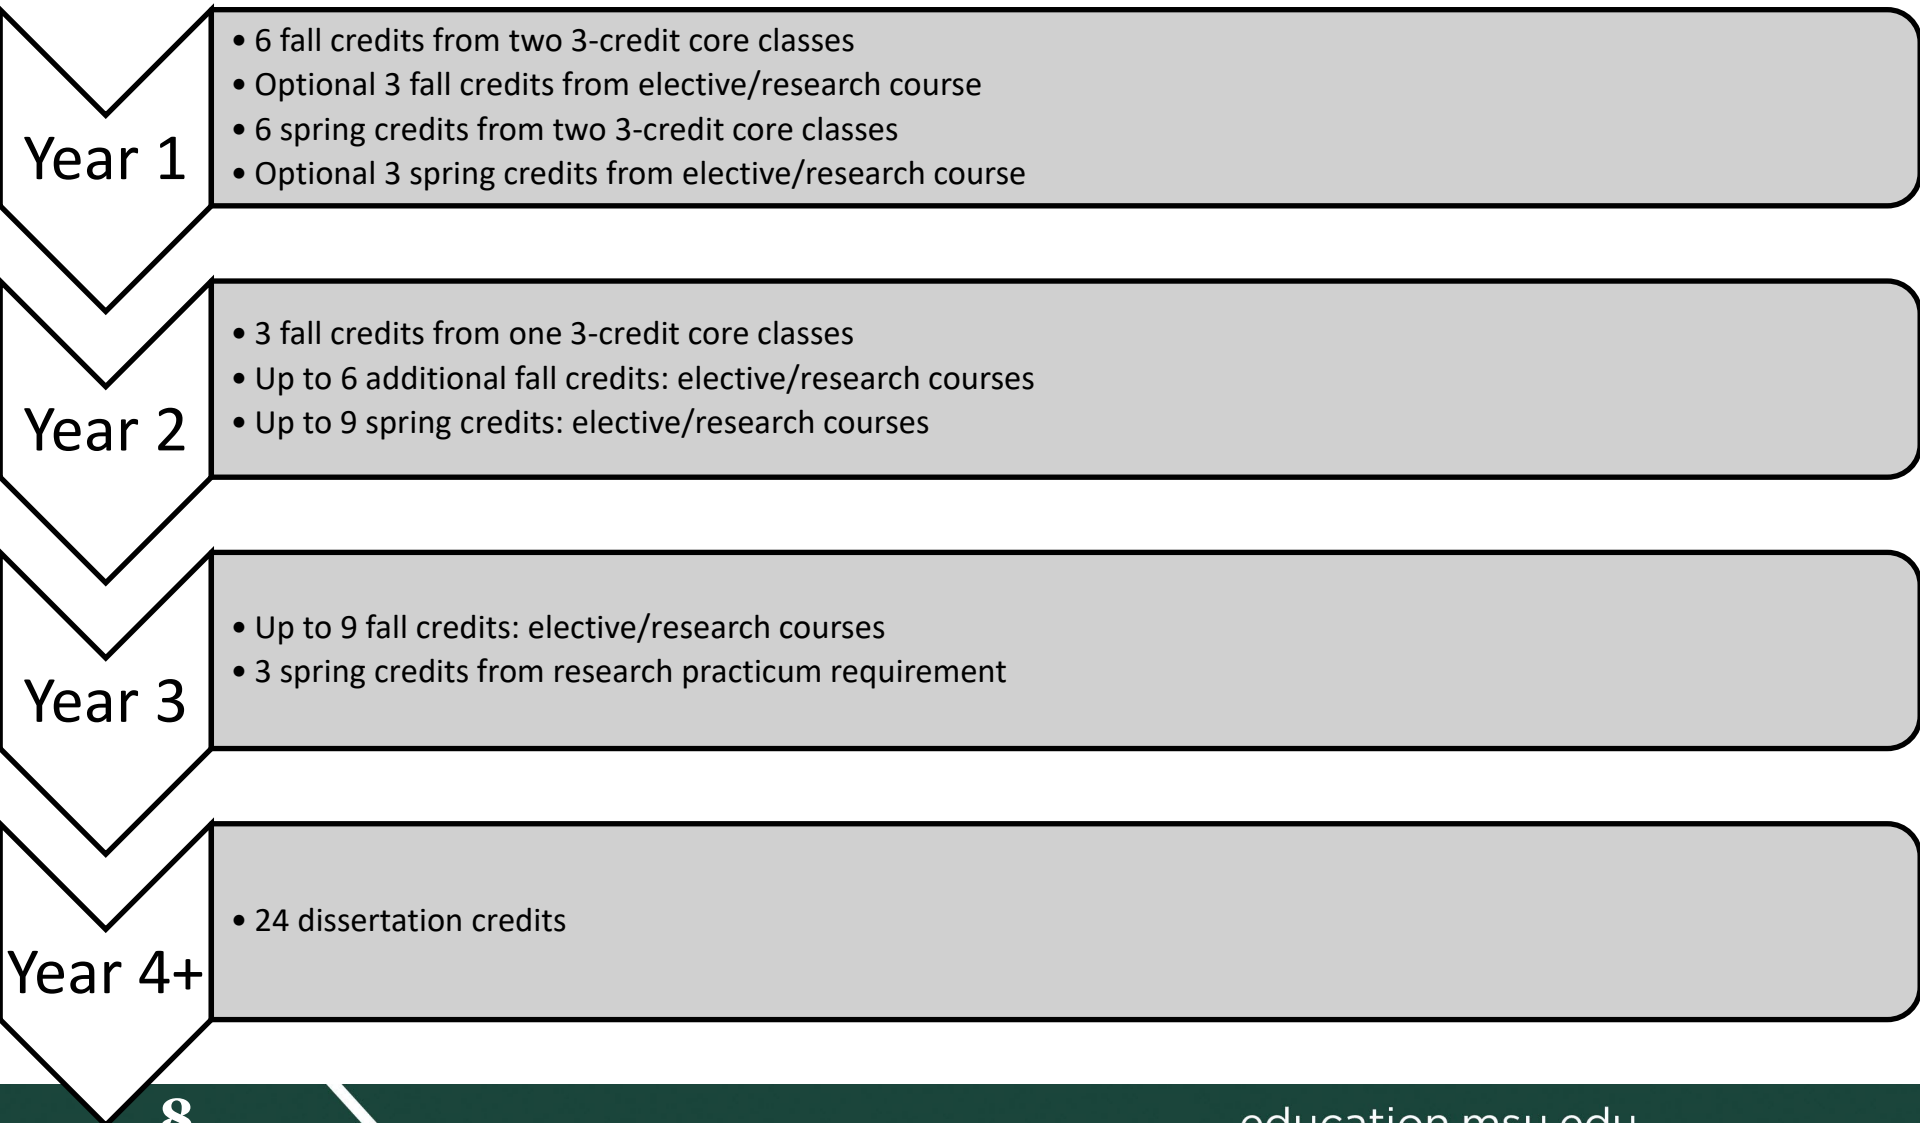 Year 1
• 6 fall credits from two 3-credit core classes
• Optional 3 fall credits from elective/research course
• 6 spring credits from two 3-credit core classes
• Optional 3 spring credits from elective/research course
Year 2
• 3 fall credits from one 3-credit core classes
• Up to 6 additional fall credits: elective/research courses
• Up to 9 spring credits: elective/research courses
Year 3
• Up to 9 fall credits: elective/research courses
• 3 spring credits from research practicum requirement
Year 4+
• 24 dissertation credits
8
education.msu.edu